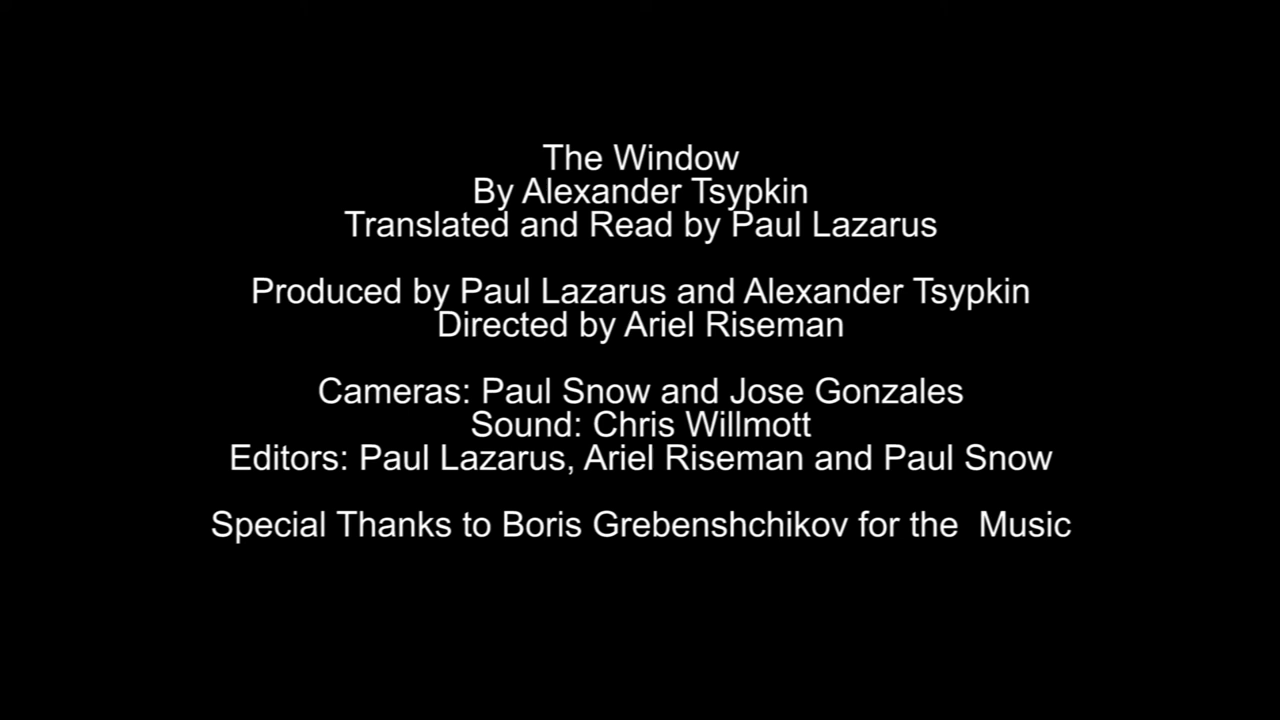 The Window
By Alexander Tsypkin
Translated and Read by Paul Lazarus
Produced by Paul Lazarus and Alexander Tsypkin
Directed by Ariel Riseman
Cameras: Paul Snow and Jose Gonzales
Sound: Chris Willmott
Editors: Paul Lazarus, Ariel Riseman and Paul Snow
Special Thanks to Boris Grebenshchikov for the  Music